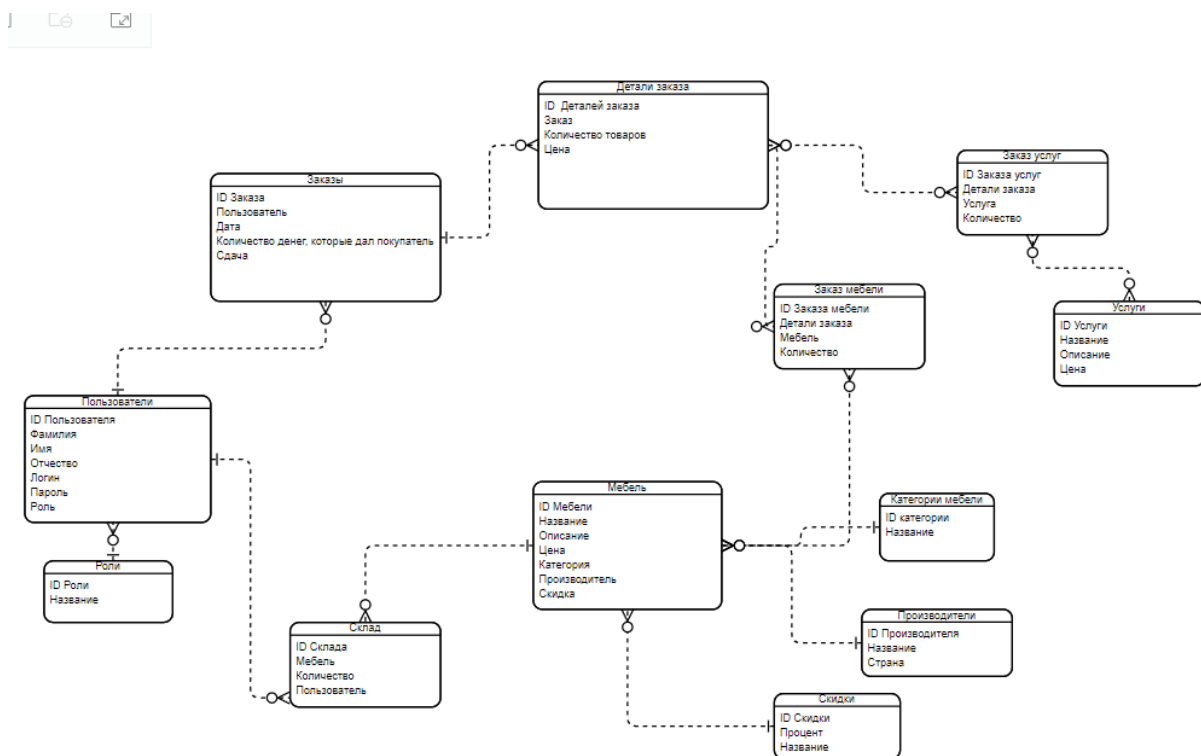 Детали заказа
ID Деталей заказа
Заказ
Количество товаров
Цена
Заказ услуг
ID Заказа услуг
Детали заказа
Услуга
Количество
Заказы
ID Заказа
Пользователь
Дата
Количество денег, которые дал покупатель
Сдача
Заказ мебели
ID Заказа мебели
Детали заказа
Мебель
Количество
Услуги
ID Услуги
Название
Описание
Цена
Пользователи
ID Пользователя
Фамилия
Имя
Отчество
Логин
Пароль
Роль
Мебель
ID Мебели
Название
Описание
Цена
Категория
Производитель
Скидка
Категории мебели
ID категории
Название
Роли
ID Роли
Название
Склад
ID Склада
Мебель
Количество
Пользователь
Производители
ID Производителя
Название
Страна
Скидки
ID Скидки
Процент
Название